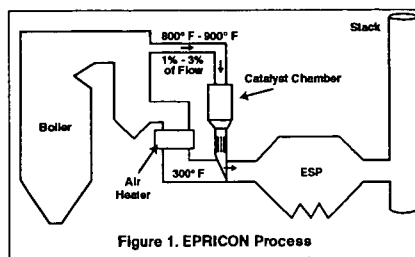 800° F - 900° F
Stack
1% - 3%
of Flow
Catalyst Chamber
Boiler
Air
Heater
300° F
ESP
Figure 1. EPRICON Process